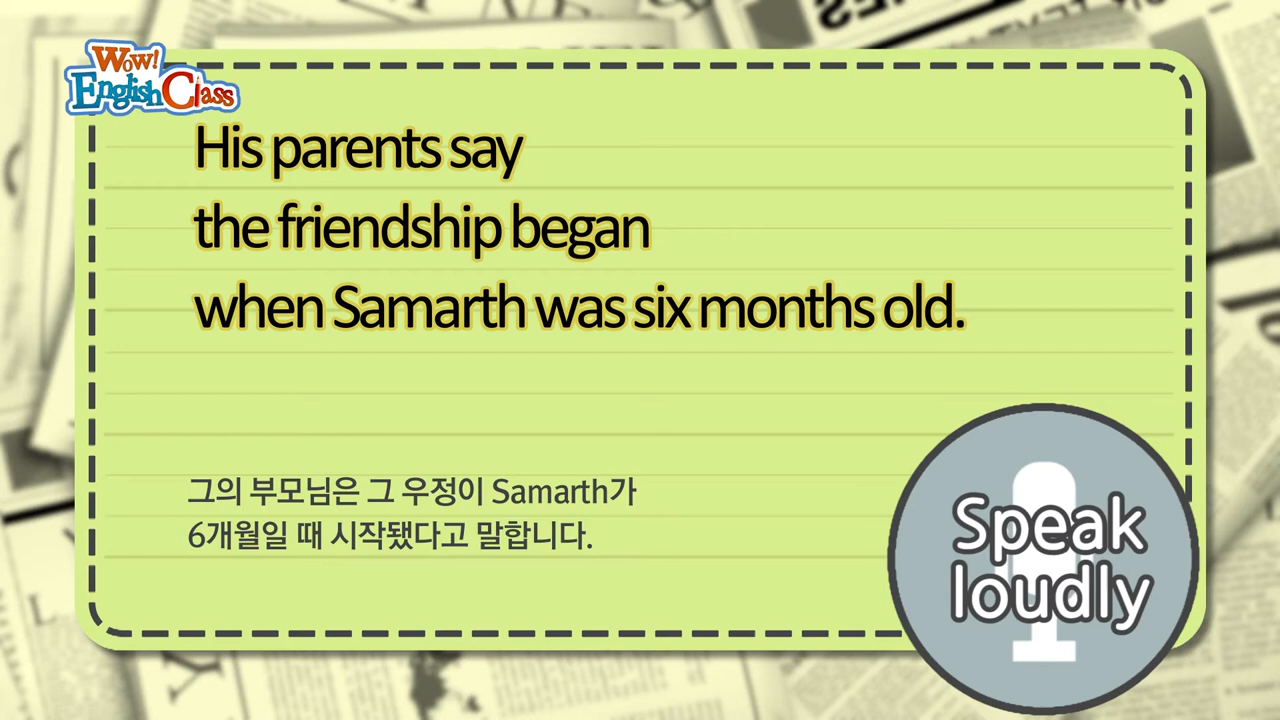 Wow!
English Class
His parents say
the friendship began
when Samarth was six months old.
그의 부모님은 그 우정이 Samarth가
6개월일 때 시작됐다고 말합니다.
Speak
loudly